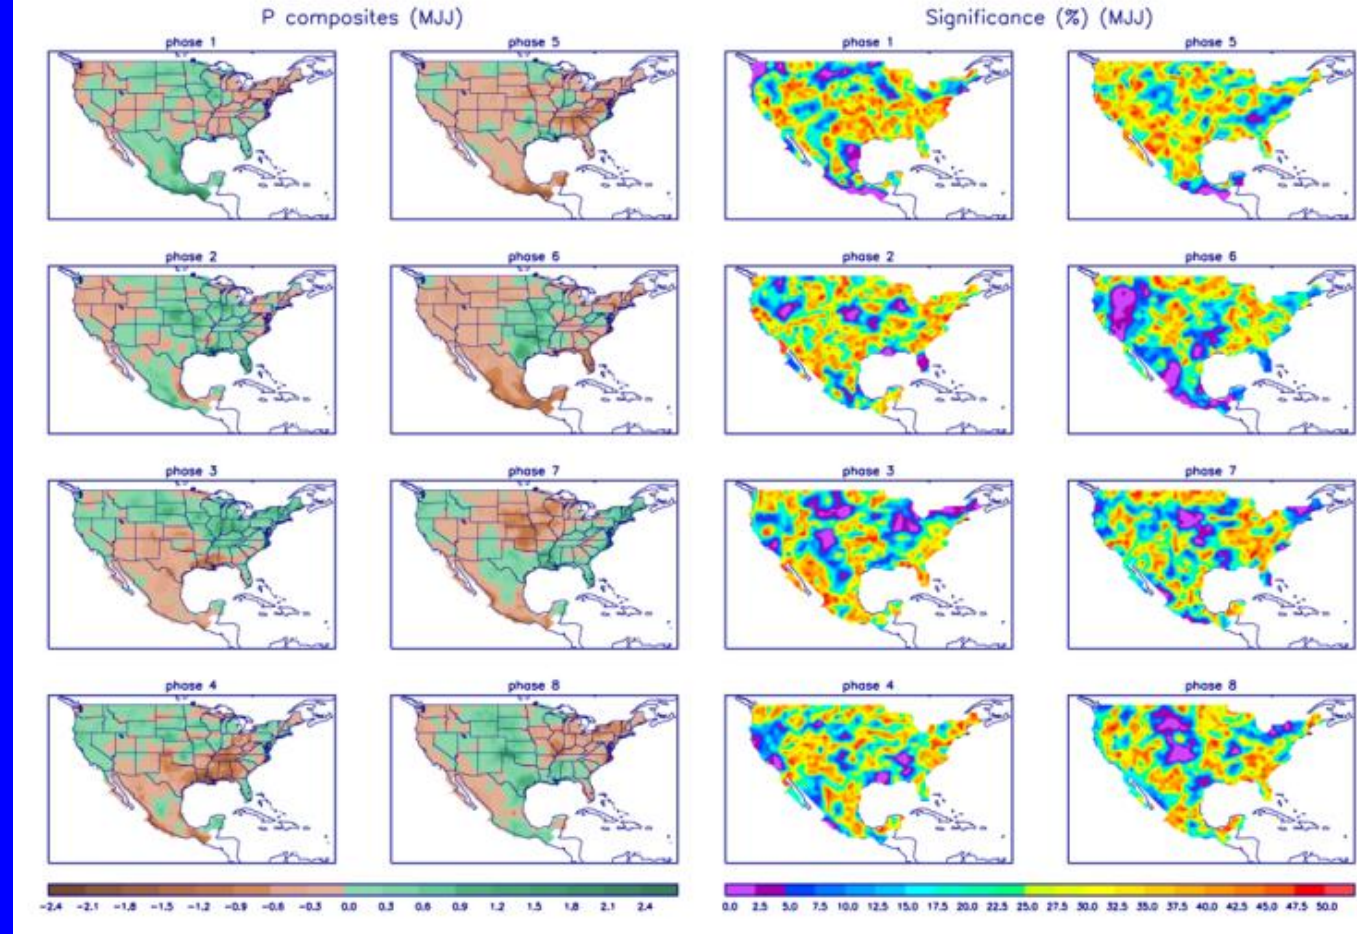 P composites (MJJ)
Significance (%) (MJJ)
phase 1
phase 5
phase 1
phase 5
phase 2
phase 6
phase 2
phase 6
phase 3
phase 7
phase 3
phase 7
phase 4
phase 8
phase 4
phase 8
-2.4 -2.1 -1.8 -1.5 -1.2 -0.9 -0.6 -0.3 0.0 0.3 0.6 0.9 1.2 1.5 1.8 2.1 2.4
0.0 2.5 5.0 7.5 10.0 12.5 15.0 17.5 20.0 22.5 25.0 27.5 30.0 32.5 35.0 37.5 40.0 42.5 45.0 47.5 50.0